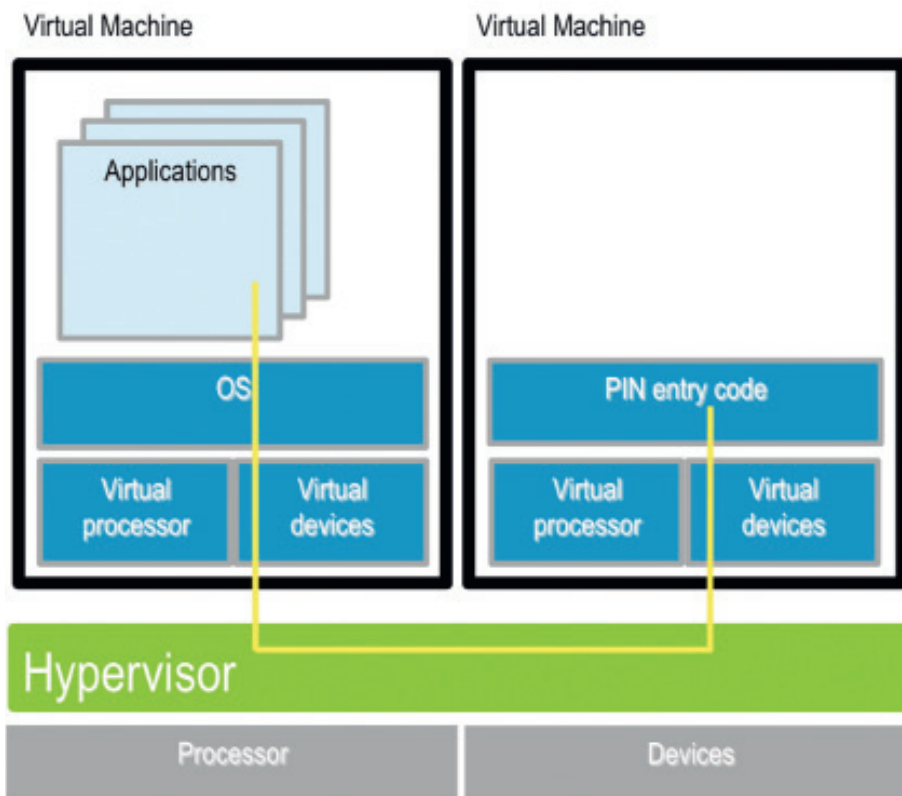 Virtual Machine
Virtual Machine
Applications
OS
PIN entry code
Virtual
processor
Virtual
devices
Virtual
processor
Virtual
devices
Hypervisor
Processor
Devices